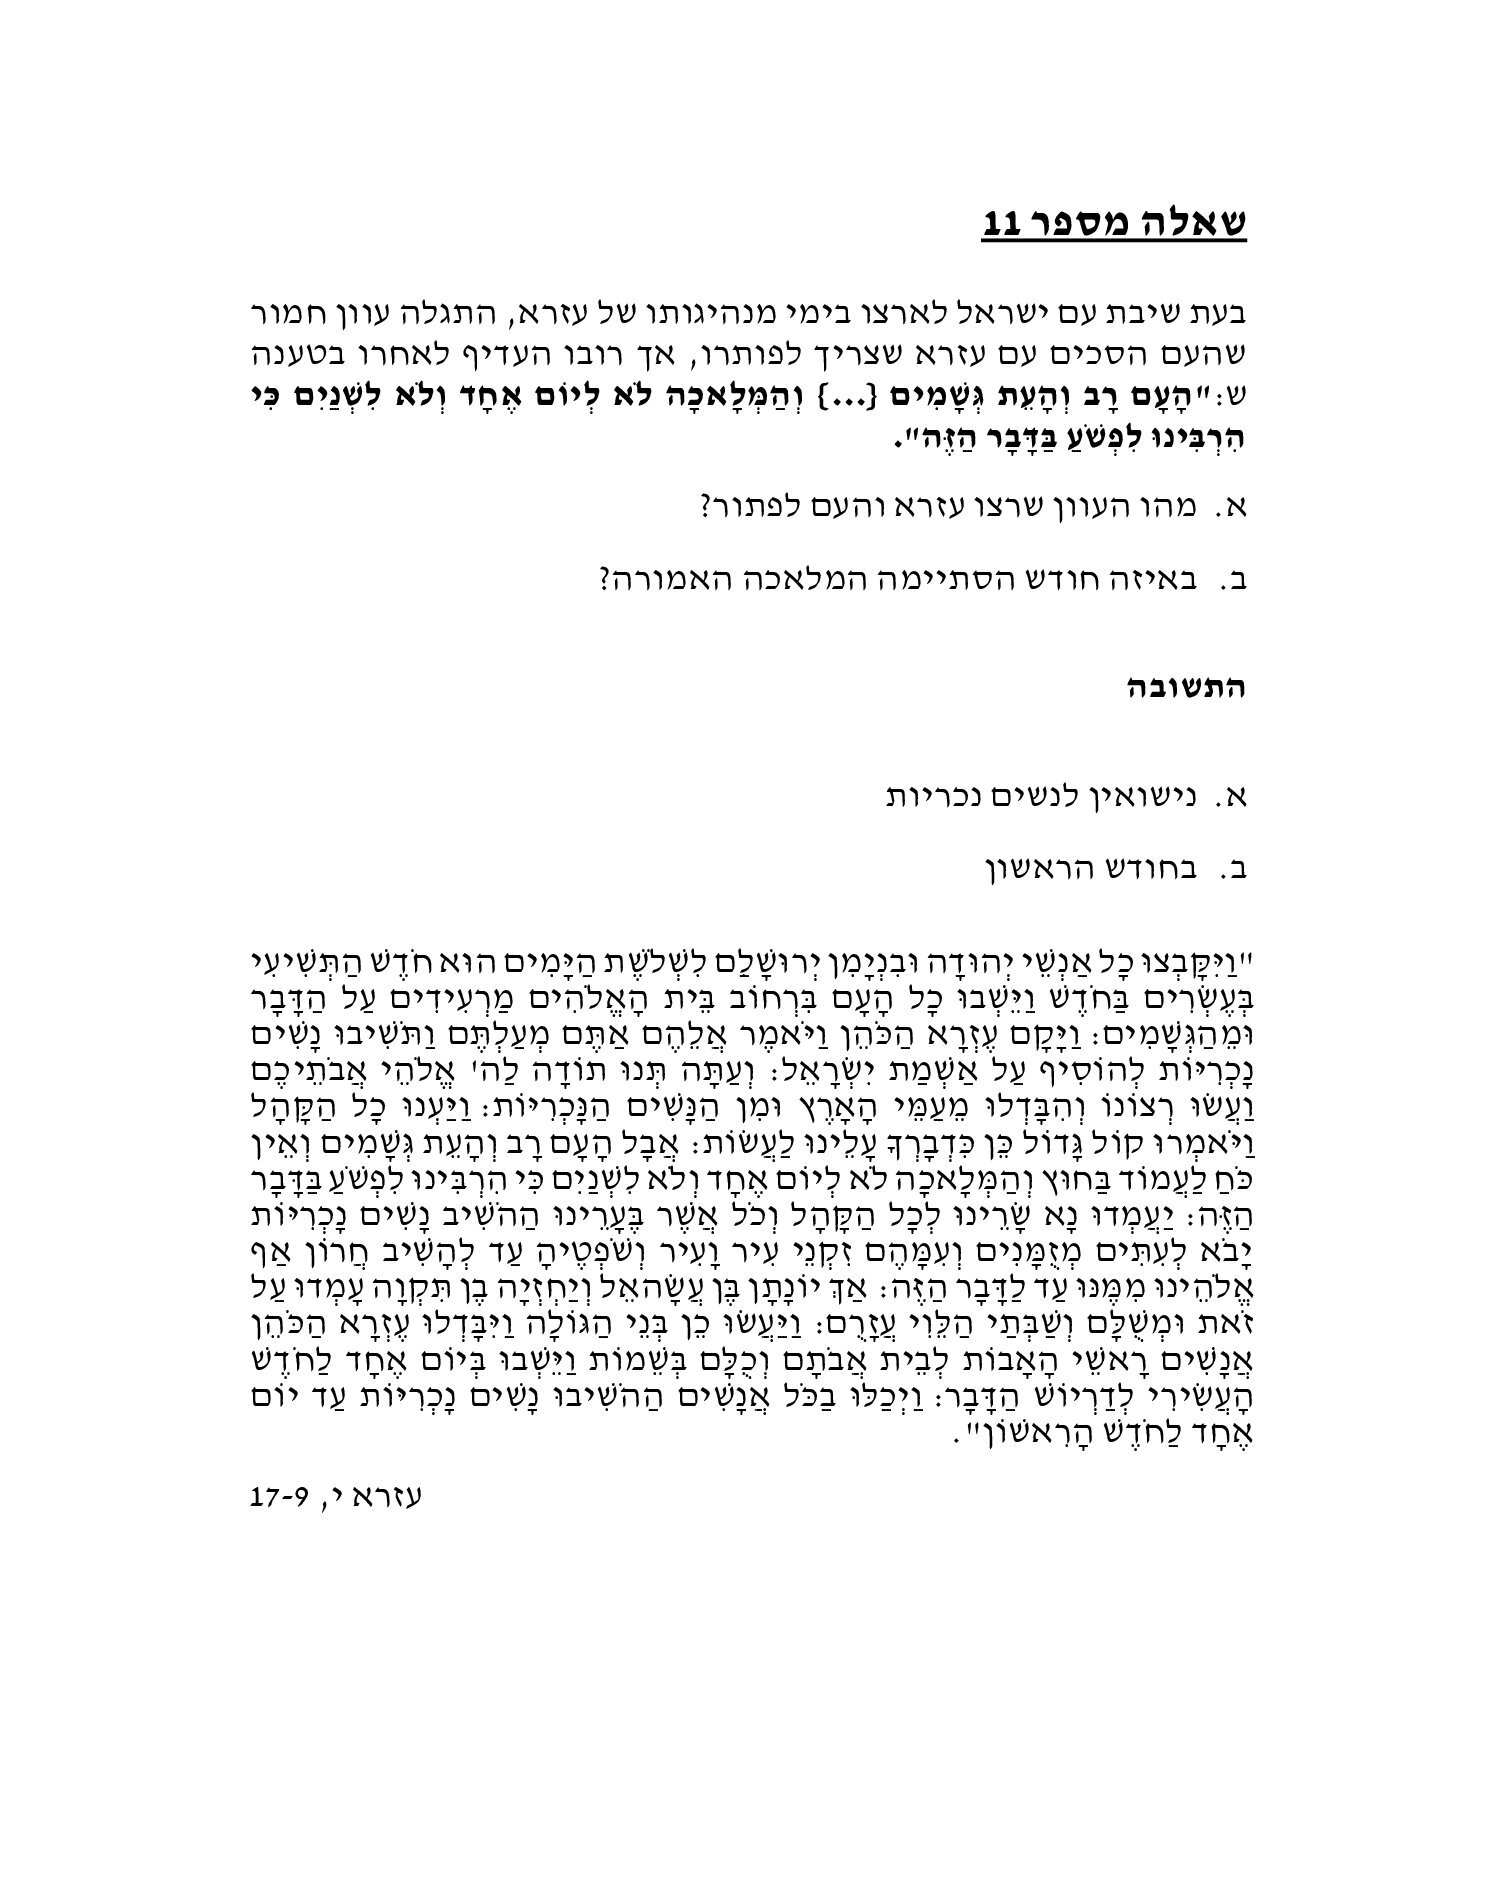 שאלה מספר 11
בעת שיבת עם ישראל לארצו בימי מנהיגותו של עזרא, התגלה עוון חמור
שהעם הסכים עם עזרא שצריך לפותרו, אך רובו העדיף לאחרו בטענה
ש:"הָעָם רָב וְהָעֵת גְּשָׁמִים {...} וְהַמְּלָאכָה לֹא לְיוֹם אֶחָד וְלֹא לִשְׁנַיִם כִּי
הִרְבִּינוּ לִפְשֹׁעַ בַּדָּבָר הַזֶּה".
א. מהו העוון שרצו עזרא והעם לפתור?
ב. באיזה חודש הסתיימה המלאכה האמורה?
התשובה
א. נישואין לנשים נכריות
ב. בחודש הראשון
"וַיִּקָּבְצוּ כָל אַנְשֵׁי יְהוּדָה וּבִנְיָמִן יְרוּשָׁלִַם לִשְׁלֹשֶׁת הַיָּמִים הוּא חֹדֶשׁ הַתְּשִׁיעִי
בְּעֶשְׂרִים בַּחֹדֶשׁ וַיֵּשְׁבוּ כָל הָעָם בִּרְחוֹב בֵּית הָאֱלֹהִים מַרְעִידִים עַל הַדָּבָר
וּמֵהַגְּשָׁמִים: וַיָּקָם עֶזְרָא הַכֹּהֵן וַיֹּאמֶר אֲלֵהֶם אַתֶּם מְעַלְתֶּם וַתֹּשִׁיבוּ נָשִׁים
נָכְרִיּוֹת לְהוֹסִיף עַל אַשְׁמַת יִשְׂרָאֵל: וְעַתָּה תְּנוּ תוֹדָה לַה' אֱלֹהֵי אֲבֹתֵיכֶם
וַעֲשׂוּ רְצוֹנוֹ וְהִבָּדְלוּ מֵעַמֵּי הָאָרֶץ וּמִן הַנָּשִׁים הַנָּכְרִיּוֹת: וַיַּעְנוּ כָל הַקָּהָל
וַיֹּאמְרוּ קוֹל גָּדוֹל כֵּן כִּדְבָרְךָ עָלֵינוּ לַעֲשׂוֹת: אֲבָל הָעָם רָב וְהָעֵת גְּשָׁמִים וְאֵין
כֹּחַ לַעֲמוֹד בַּחוּץ וְהַמְּלָאכָה לֹא לְיוֹם אֶחָד וְלֹא לִשְׁנַיִם כִּי הִרְבִּינוּ לִפְשֹׁעַ בַּדָּבָר
הַזֶּה: יַעֲמְדוּ נָא שָׂרֵינוּ לְכָל הַקָּהָל וְכֹל אֲשֶׁר בֶּעָרֵינוּ הַהֹשִׁיב נָשִׁים נָכְרִיּוֹת
יָבֹא לְעִתִּים מְזֻמָּנִים וְעִמָּהֶם זִקְנֵי עִיר וָעִיר וְשֹׁפְטֶיהָ עַד לְהָשִׁיב חֲרוֹן אַף
אֱלֹהֵינוּ מִמֶּנּוּ עַד לַדָּבָר הַזֶּה: אַךְ יוֹנָתָן בֶּן עֲשָׂהאֵל וְיַחְזְיָה בֶן תִּקְוָה עָמְדוּ עַל
זֹאת וּמְשֻׁלָּם וְשַׁבְּתַי הַלֵּוִי עֲזָרֻם: וַיַּעֲשׂוּ כֵן בְּנֵי הַגּוֹלָה וַיִּבָּדְלוּ עֶזְרָא הַכֹּהֵן
אֲנָשִׁים רָאשֵׁי הָאָבוֹת לְבֵית אֲבֹתָם וְכֻלָּם בְּשֵׁמוֹת וַיֵּשְׁבוּ בְּיוֹם אֶחָד לַחֹדֶשׁ
הָעֲשִׂירִי לְדַרְיוֹשׁ הַדָּבָר: וַיְכַלּוּ בַכֹּל אֲנָשִׁים הַהֹשִׁיבוּ נָשִׁים נָכְרִיּוֹת עַד יוֹם
אֶחָד לַחֹדֶשׁ הָרִאשׁוֹן".
עזרא י, 17-9